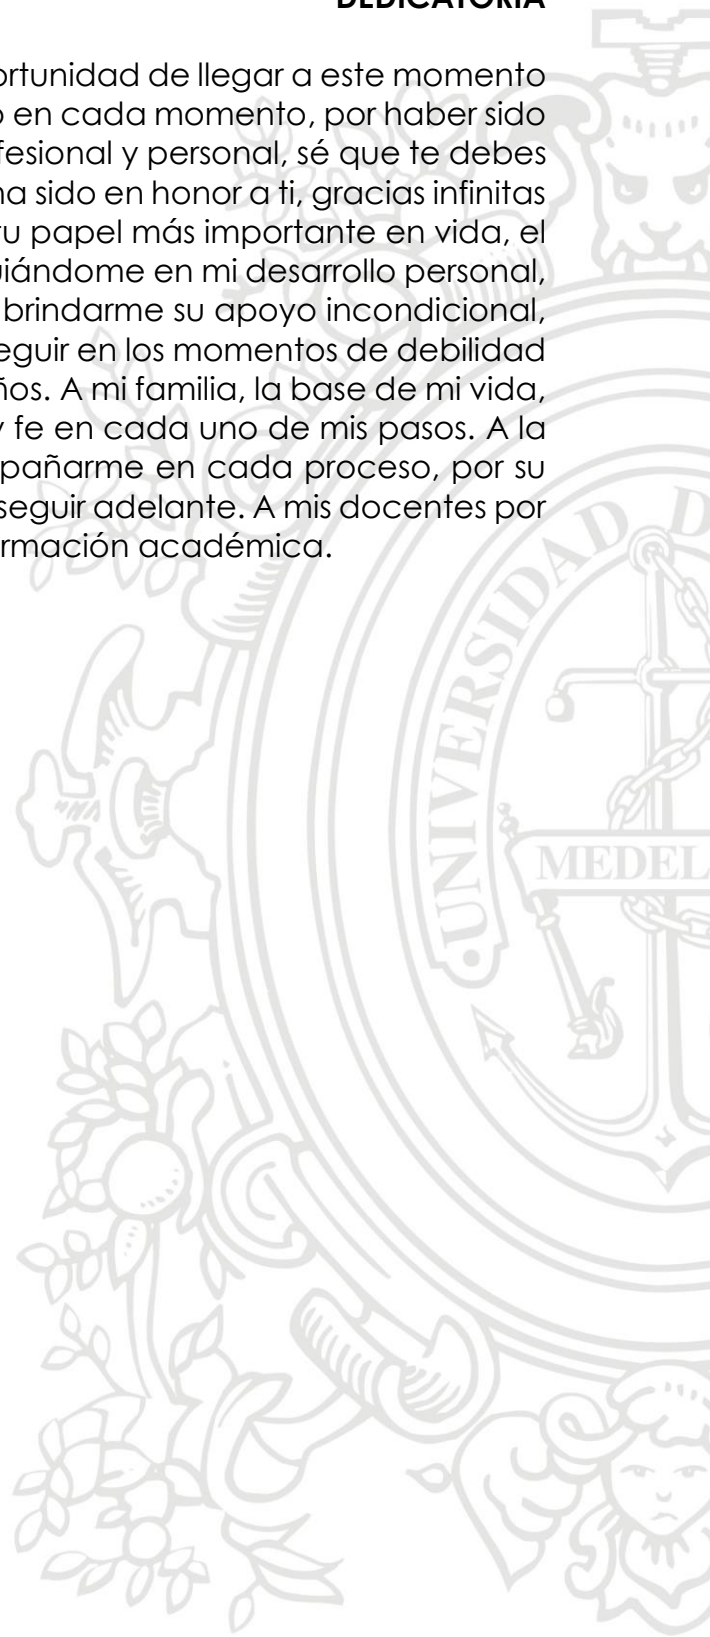 DEDICATORIA
ortunidad de llegar a este momento
o en cada momento, por haber sido
fesional y personal, sé que te debes
na sido en honor a ti, gracias infinitas
tu papel más importante en vida, el
uiándome en mi desarrollo personal,
brindarme su apoyo incondicional,
eguir en los momentos de debilidad
ños. A mi familia, la base de mi vida,
y fe en cada uno de mis pasos. A la
pañarme en cada proceso, por su
seguir adelante. A mis docentes por
rmación académica.
UNIVERSIDAD D
MEDEL